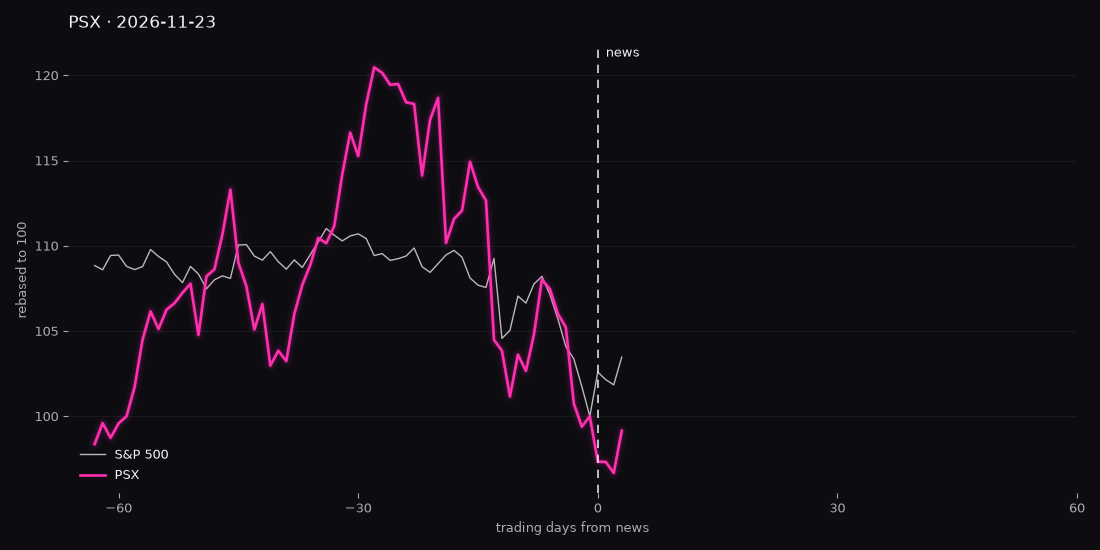 PSX · 2026-11-23
news
120
115
110
105
100
rebased to 100
S&P 500
PSX
−60
−30
0
30
60
trading days from news